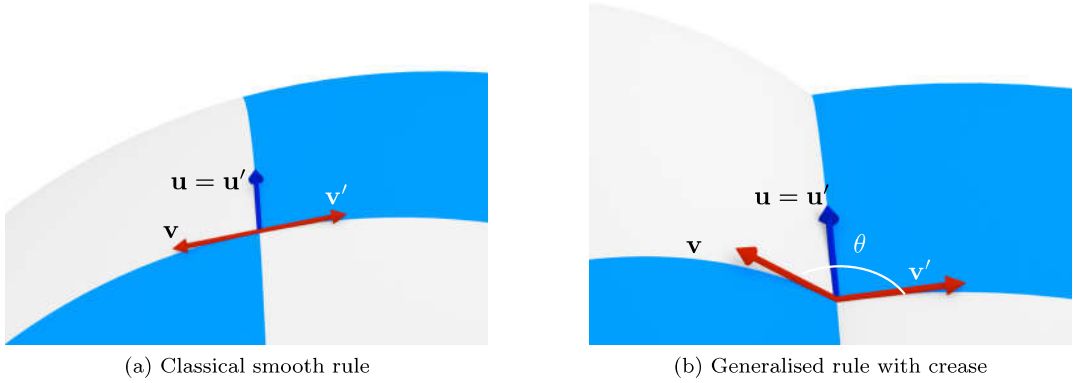 u = u′
v′
v
u = u′
v
θ
v′
(a) Classical smooth rule
(b) Generalised rule with crease